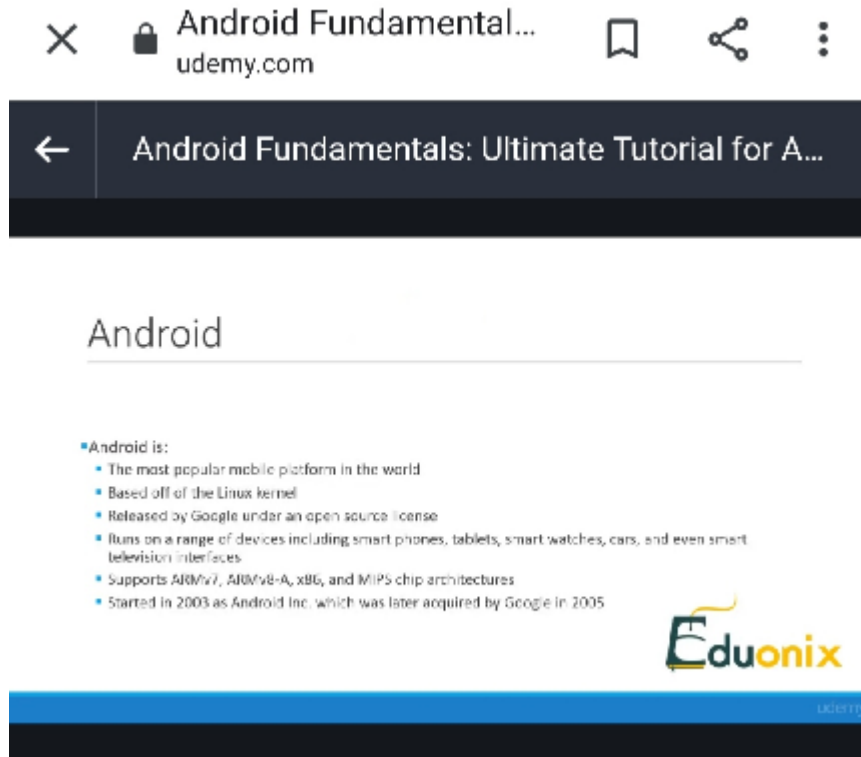 Android Fundamental...
udemy.com
Android Fundamentals: Ultimate Tutorial for A...
Android
Android is:
The most popular mobile platform in the world
Based off of the Linux kernel
Released by Google under an open source license
Runs on a range of devices including smart phones, tablets, smart watches, cars, and even smart
television interfaces
Supports ARMv7, ARMv8-A, x86, and MIPS chip architectures
Started in 2003 as Android Inc. which was later acquired by Google in 2005
Eduonix
udemy